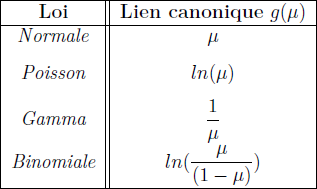 Loi Lien canonique g(μ)
Normale μ
Poisson ln(μ)
Gamma 1/μ
Binomiale ln(μ/(1 − μ))